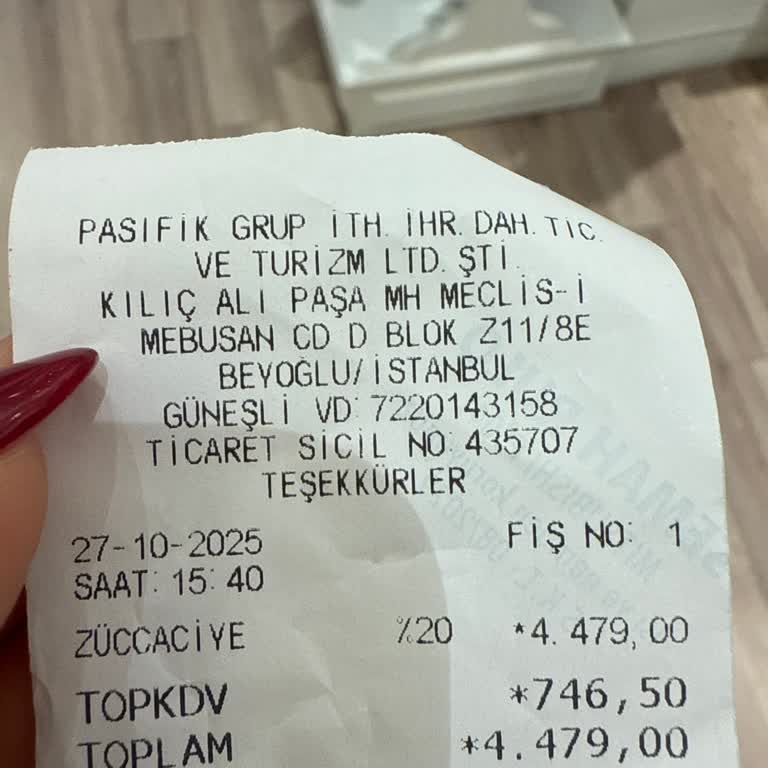 PASİFİK GRUP İTH. İHR. DAH. TİC.
VE TURİZM LTD. ŞTİ.
KILIÇ ALİ PAŞA MH MECLİS-İ
MEBUSAN CD D BLOK Z11/8E
BEYOĞLU/İSTANBUL
GÜNEŞLİ VD: 7220143158
TİCARET SİCİL NO: 435707
TEŞEKKÜRLER
27-10-2025 FİŞ NO: 1
SAAT: 15:40
ZÜCCACİYE %20 *4.479,00
TOPKDV *746,50
TOPLAM *4.479,00